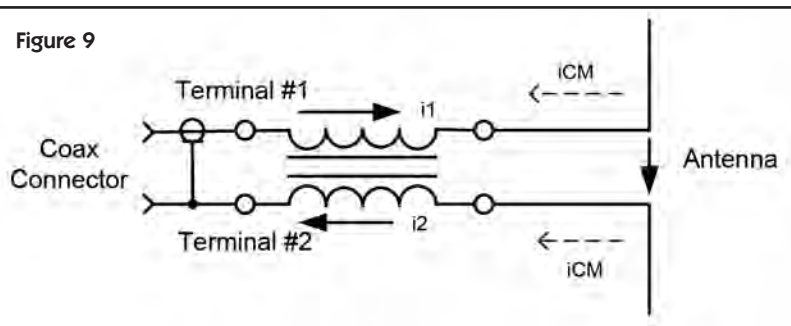 Figure 9
iCM
Terminal #1
i1
Coax
Connector
Antenna
Terminal #2
i2
iCM